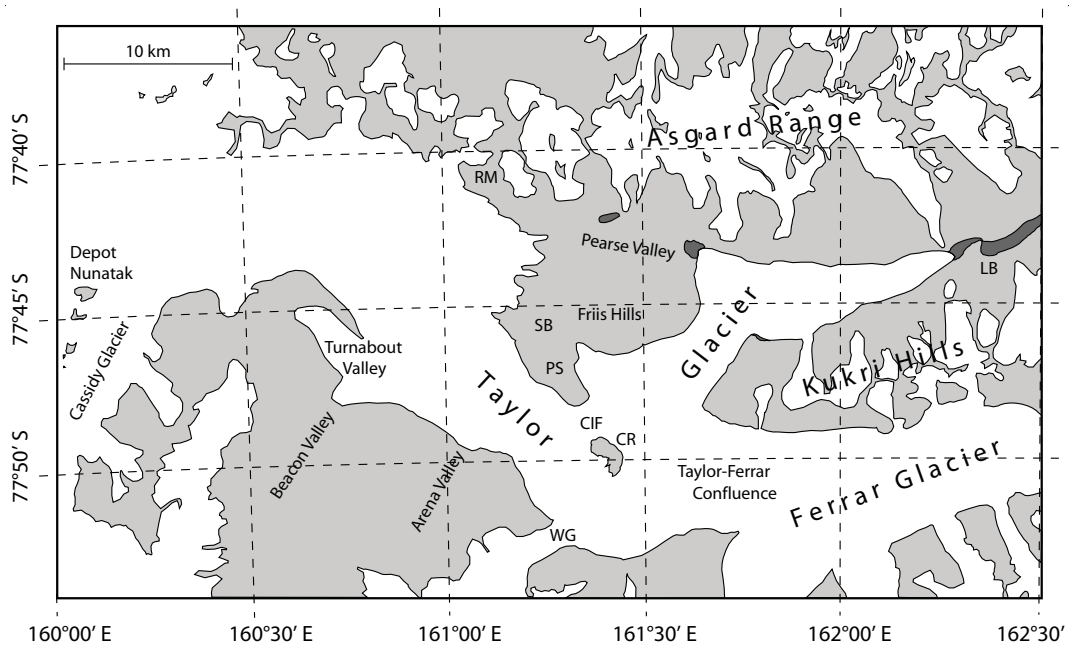 10 km
Asgard Range
77°40′ S
RM
Pearse Valley
Depot
Nunatak
LB
77°45′ S
SB
Friis Hills
Glacier
Cassidy Glacier
Turnabout
Valley
PS
Kukri Hills
Taylor
CIF
CR
77°50′ S
Beacon Valley
Arena Valley
Taylor-Ferrar
Confluence
Ferrar Glacier
WG
160°00′ E
160°30′ E
161°00′ E
161°30′ E
162°00′ E
162°30′